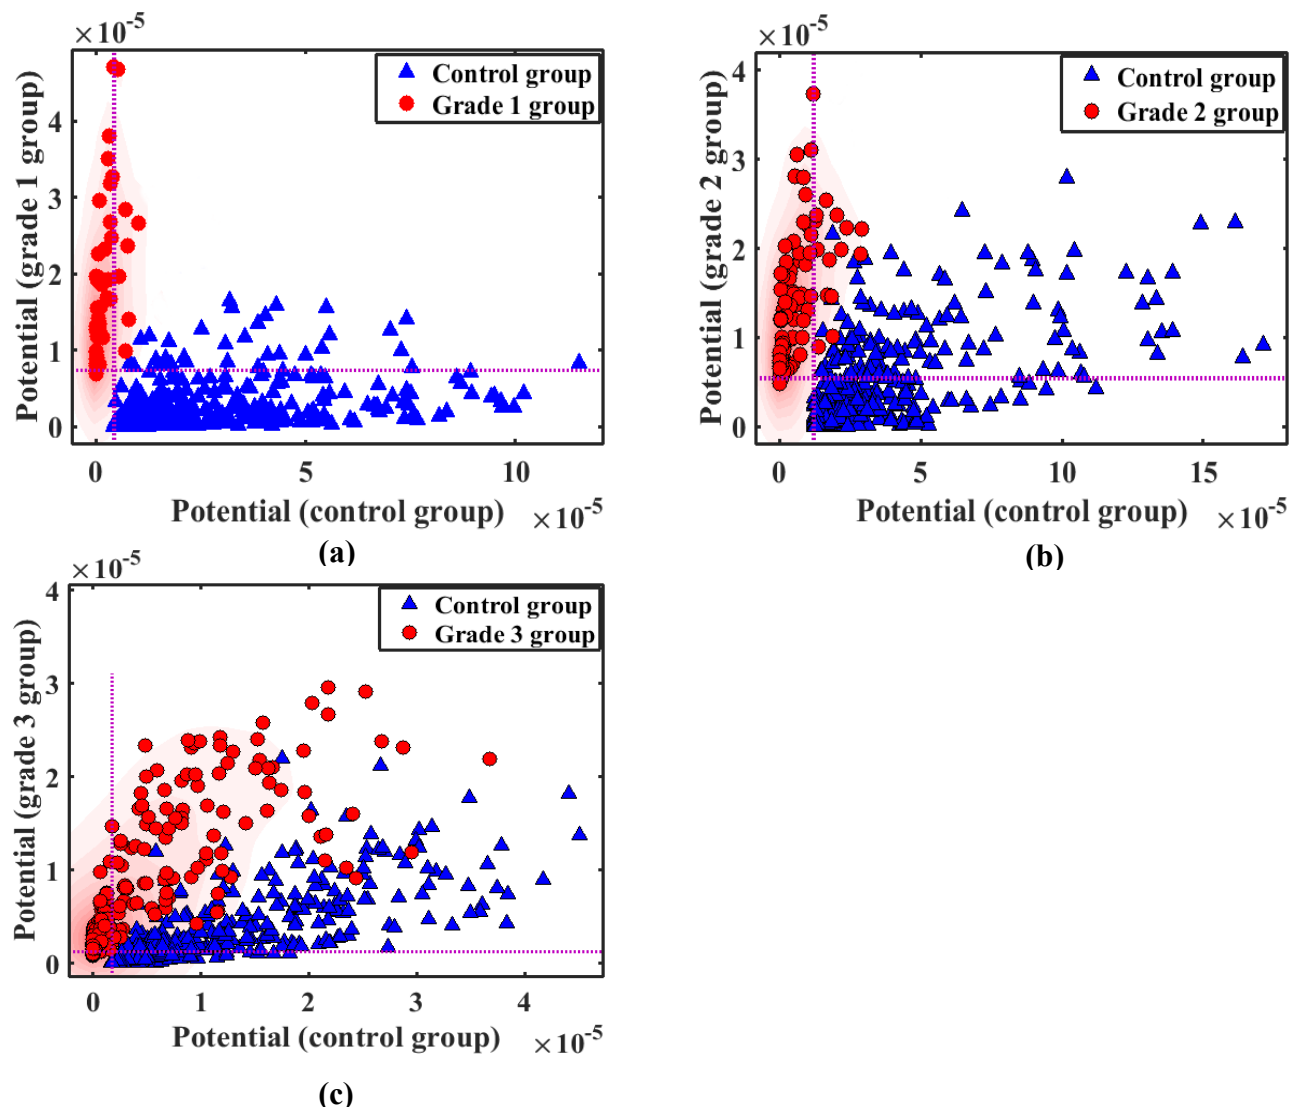 ×10-5
Potential (grade 1 group)
4
3
2
1
0
Control group
Grade 1 group
0
5
10
Potential (control group)
×10-5
(a)
×10-5
Potential (grade 2 group)
4
3
2
1
0
Control group
Grade 2 group
0
5
10
15
Potential (control group)
×10-5
(b)
×10-5
Potential (grade 3 group)
4
3
2
1
0
Control group
Grade 3 group
0
1
2
3
4
Potential (control group)
×10-5
(c)